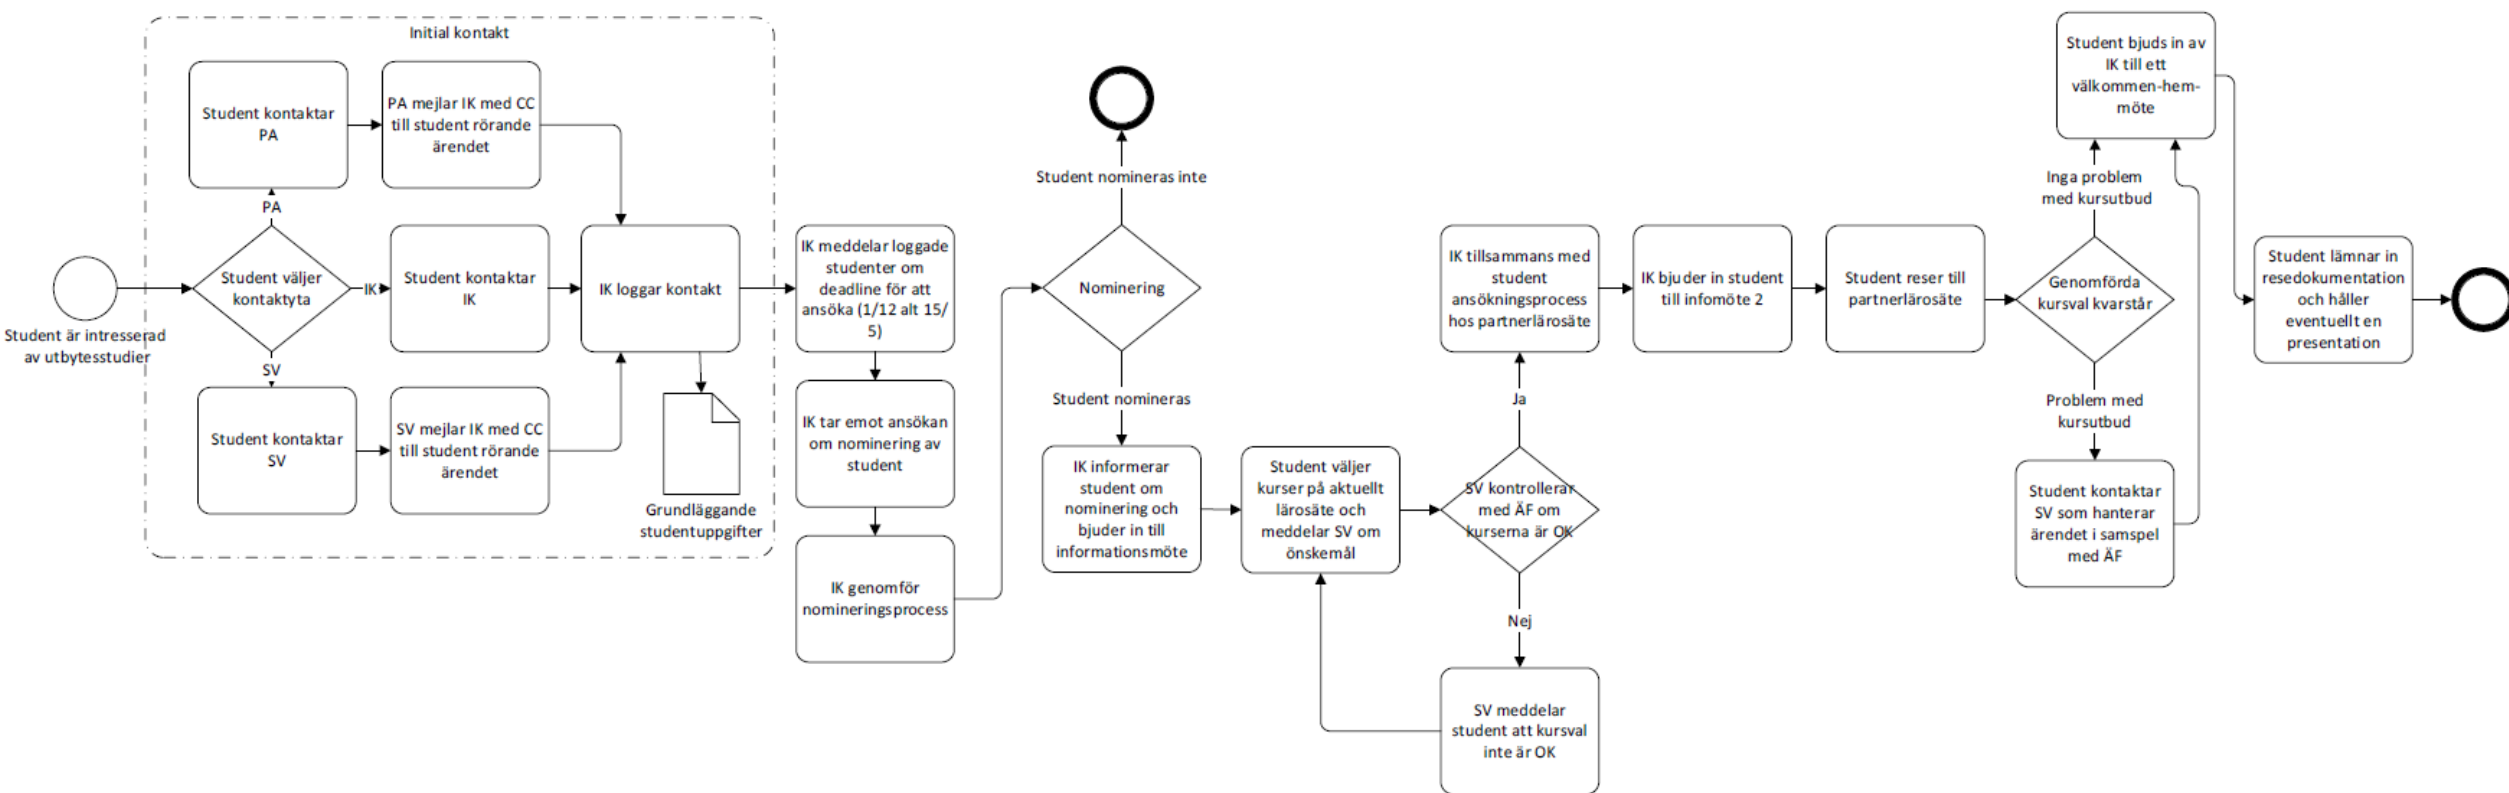 Initial kontakt
Student kontaktar
PA
PA mejlar IK med CC
till student rörande
ärendet
PA
Student är intresserad
av utbytesstudier
Student väljer
kontaktyta
IK
Student kontaktar
IK
IK loggar kontakt
SV
Student kontaktar
SV
SV mejlar IK med CC
till student rörande
ärendet
Grundläggande
studentuppgifter
IK meddelar loggade
studenter om
deadline för att
ansöka (1/12 alt 15/
5)
IK tar emot ansökan
om nominering av
student
IK genomför
nomineringsprocess
Student nomineras inte
Nominering
Student nomineras
IK informerar
student om
nominering och
bjuder in till
informationsmöte
Student väljer
kurser på aktuellt
lärosäte och
meddelar SV om
önskemål
SV kontrollerar
med ÄF om
kurserna är OK
Nej
SV meddelar
student att kursval
inte är OK
Ja
IK tillsammans med
student
ansökningsprocess
hos partnerlärosäte
IK bjuder in student
till infomöte 2
Student reser till
partnerlärosäte
Genomförda
kursval kvarstår
Inga problem
med kursutbud
Student bjuds in av
IK till ett
välkommen-hem-
möte
Problem med
kursutbud
Student kontaktar
SV som hanterar
ärendet i samspel
med ÄF
Student lämnar in
resedokumentation
och håller
eventuellt en
presentation